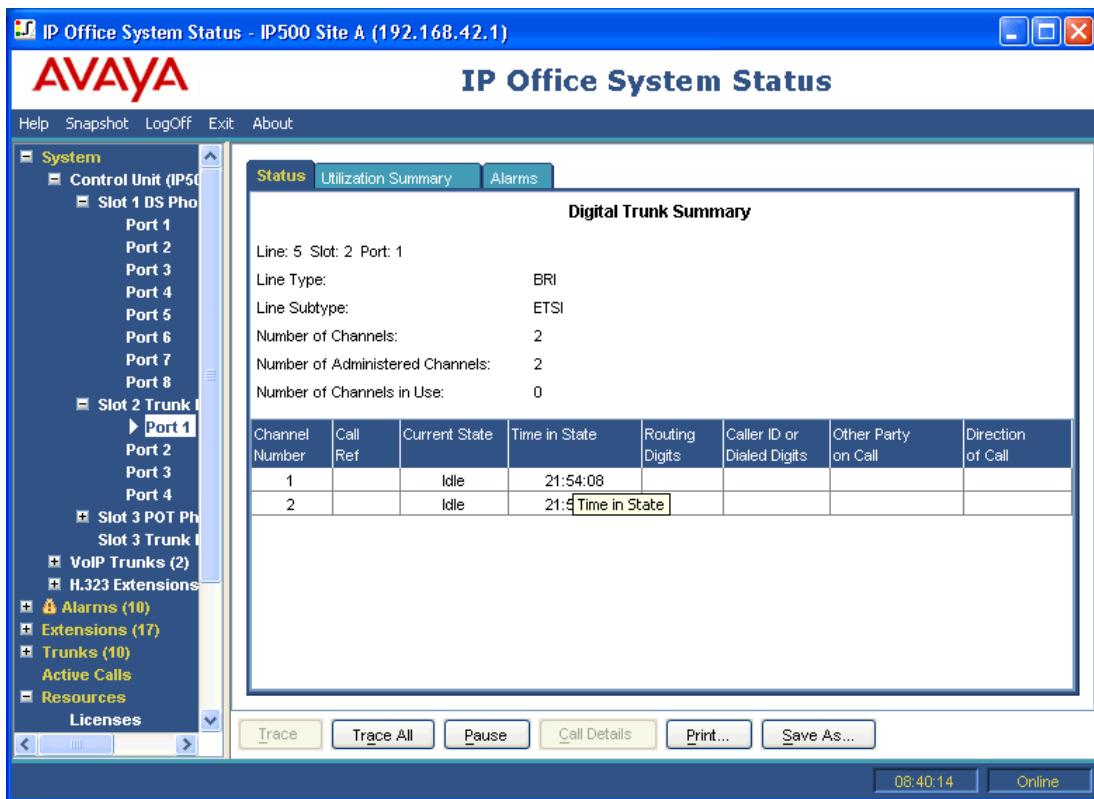 IP Office System Status - IP500 Site A (192.168.42.1)
AVAYA
IP Office System Status
Help Snapshot LogOff Exit About
System
Control Unit (IP50
Slot 1 DS Pho
Port 1
Port 2
Port 3
Port 4
Port 5
Port 6
Port 7
Port 8
Slot 2 Trunk
Port 1
Port 2
Port 3
Port 4
Slot 3 POT Ph
Slot 3 Trunk
VoIP Trunks (2)
H.323 Extensions
Alarms (10)
Extensions (17)
Trunks (10)
Active Calls
Resources
Licenses
Status Utilization Summary Alarms
Digital Trunk Summary
Line: 5 Slot: 2 Port: 1
Line Type: BRI
Line Subtype: ETSI
Number of Channels: 2
Number of Administered Channels: 2
Number of Channels in Use: 0
Channel Number Call Ref Current State Time in State Routing Digits Caller ID or Dialed Digits Other Party on Call Direction of Call
1 Idle 21:54:08
2 Idle 21:5 Time in State
Trace Trace All Pause Call Details Print... Save As...
08:40:14 Online